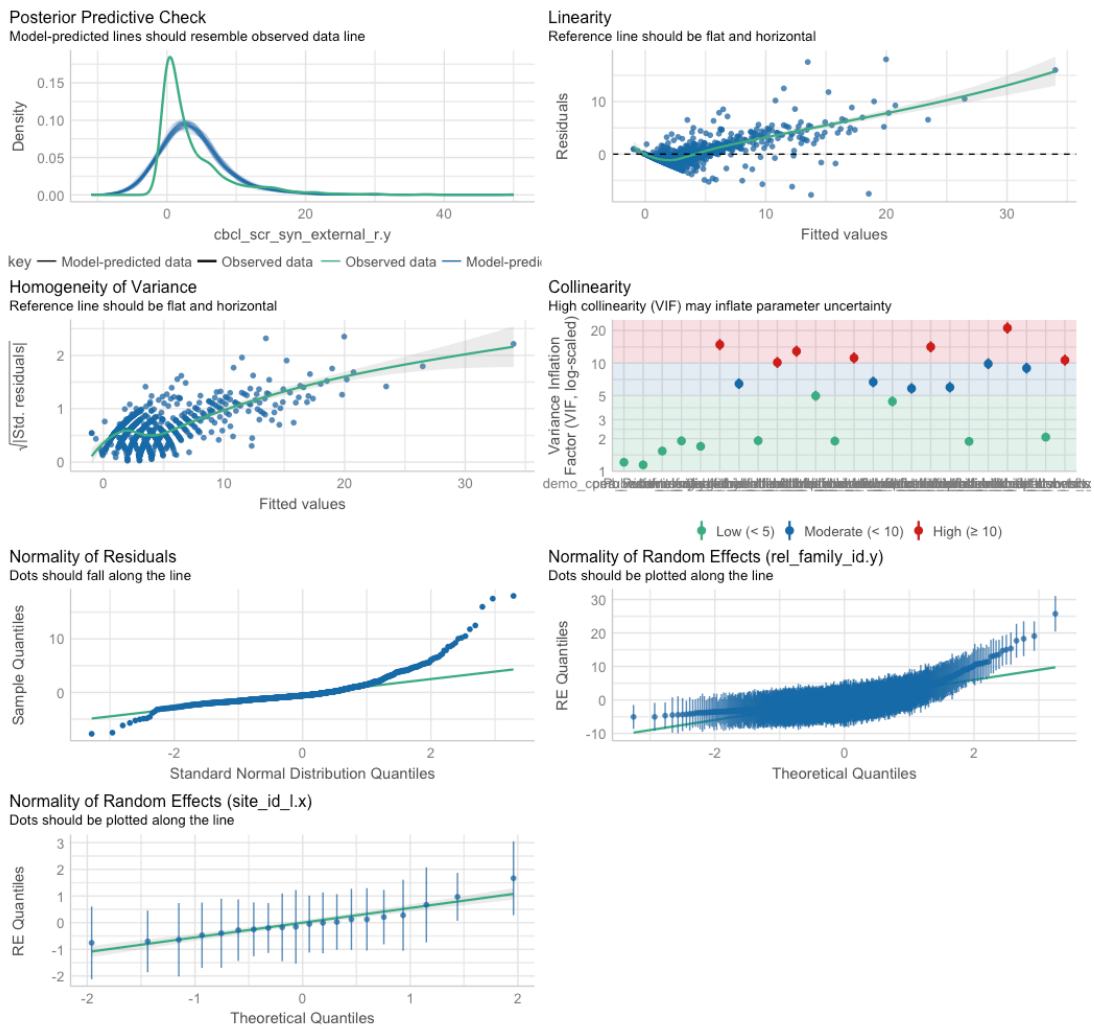 Posterior Predictive Check
Model-predicted lines should resemble observed data line
Density
0.15
0.10
0.05
0.00
0
20
40
cbcl_scr_syn_external_r.y
key
Model-predicted data
Observed data
Observed data
Model-predi
Linearity
Reference line should be flat and horizontal
Residuals
10
0
0
10
20
30
Fitted values
Homogeneity of Variance
Reference line should be flat and horizontal
√|Std. residuals|
2
1
0
0
10
20
30
Fitted values
Collinearity
High collinearity (VIF) may inflate parameter uncertainty
Variance Inflation
Factor (VIF, log-scaled)
20
10
5
3
2
1
Low (< 5)
Moderate (< 10)
High (≥ 10)
Normality of Residuals
Dots should fall along the line
Sample Quantiles
10
0
-2
0
2
Standard Normal Distribution Quantiles
Normality of Random Effects (rel_family_id.y)
Dots should be plotted along the line
RE Quantiles
30
20
10
0
-10
-2
0
2
Theoretical Quantiles
Normality of Random Effects (site_id_l.x)
Dots should be plotted along the line
RE Quantiles
3
2
1
0
-1
-2
-2
-1
0
1
2
Theoretical Quantiles